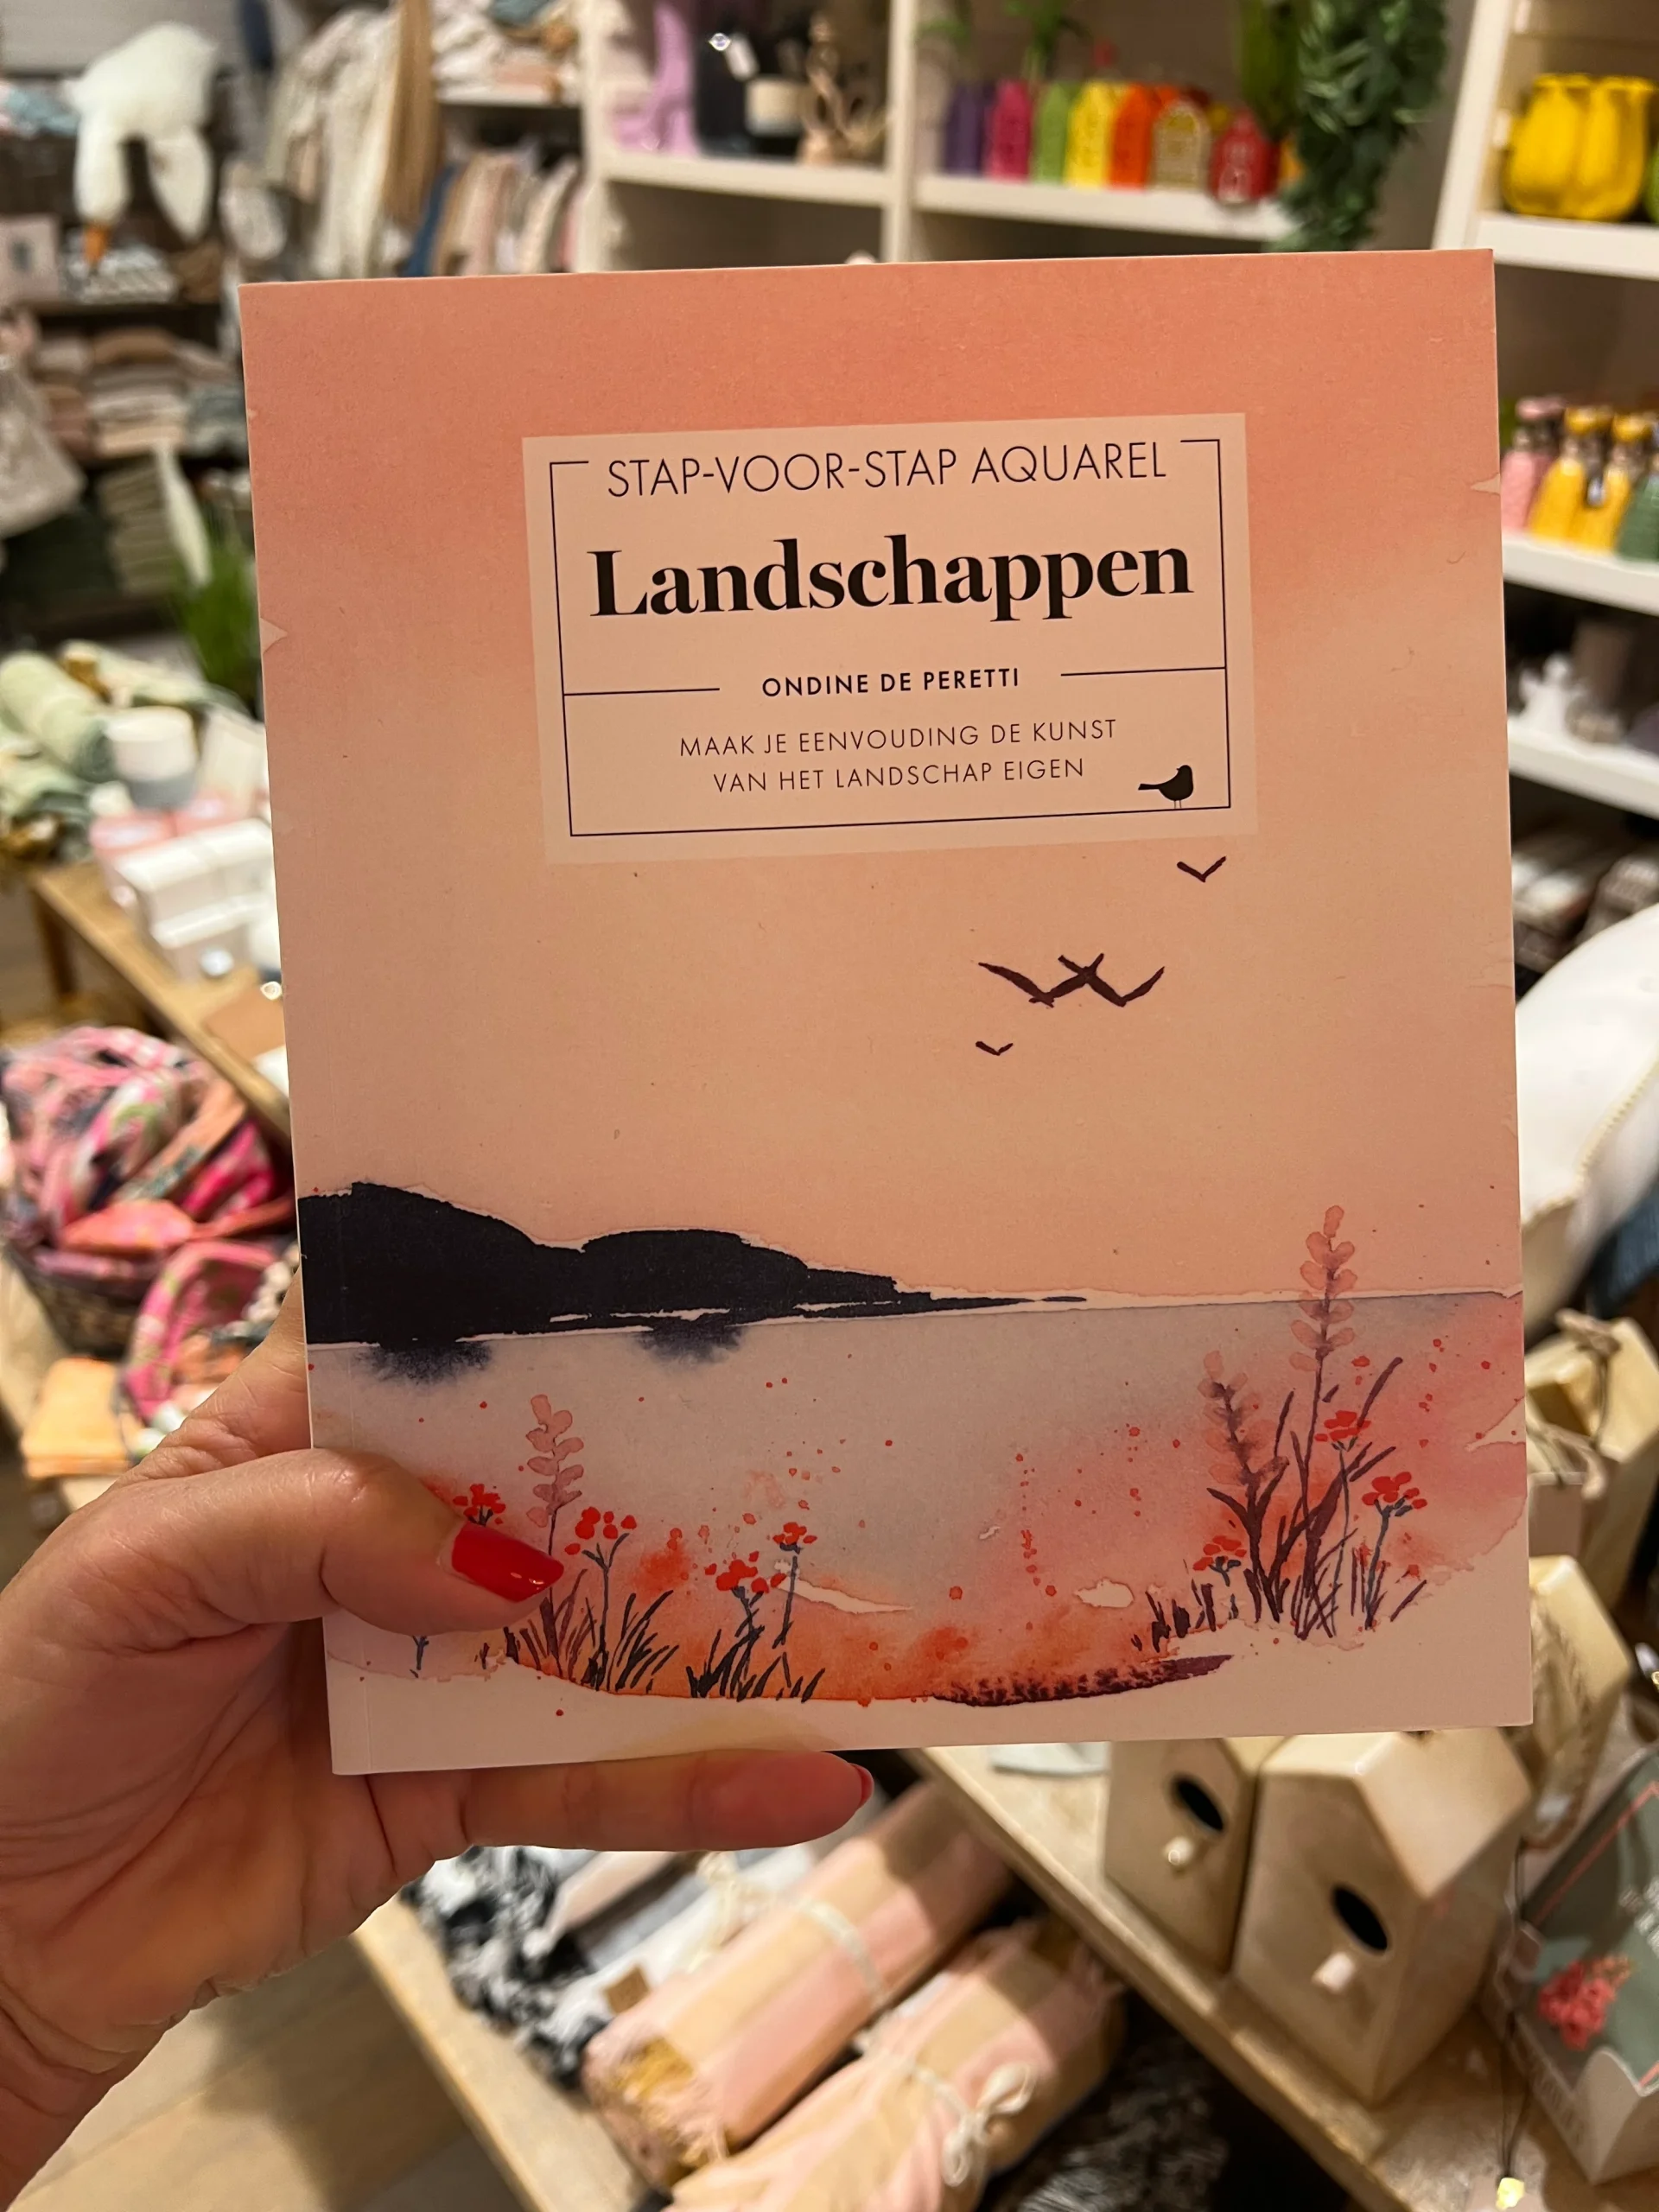 STAP-VOOR-STAP AQUAREL
Landschappen
ONDINE DE PERETTI
MAAK JE EENVOUDING DE KUNST
VAN HET LANDSCHAP EIGEN